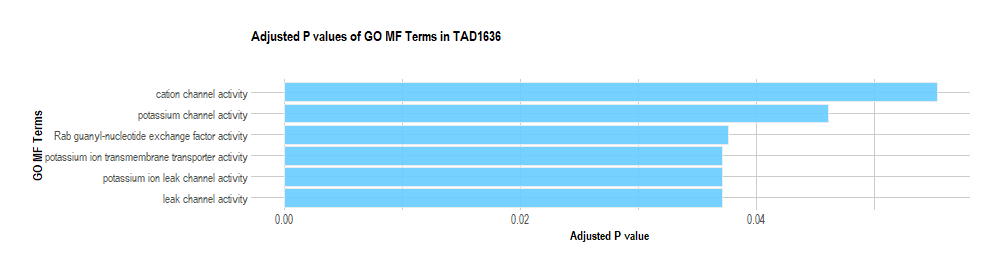 Adjusted P values of GO MF Terms in TAD1636
GO MF Terms
cation channel activity
potassium channel activity
Rab guanyl-nucleotide exchange factor activity
potassium ion transmembrane transporter activity
potassium ion leak channel activity
leak channel activity
0.00 0.02 0.04
Adjusted P value